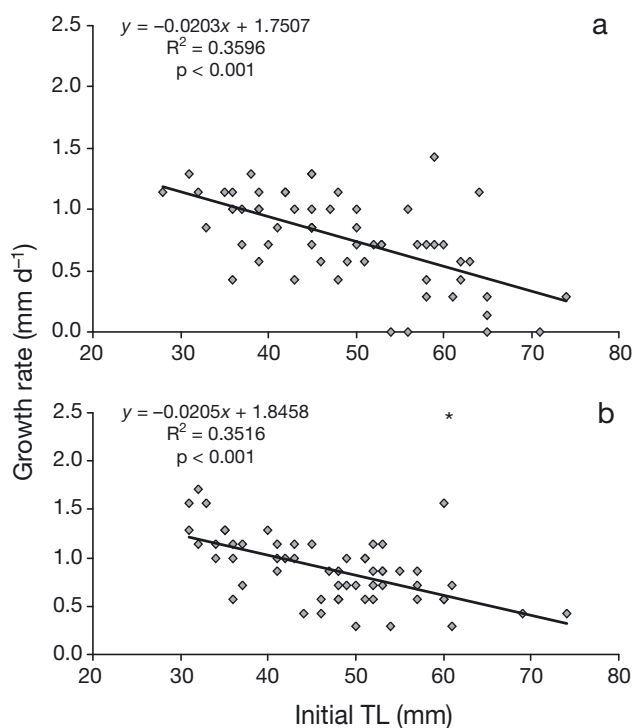 y = −0.0203x + 1.7507
R² = 0.3596
p < 0.001
a
2.5
2.0
1.5
1.0
0.5
0.0
20 30 40 50 60 70 80
Growth rate (mm d⁻¹)
y = −0.0205x + 1.8458
R² = 0.3516
p < 0.001
*
b
2.5
2.0
1.5
1.0
0.5
0.0
20 30 40 50 60 70 80
Initial TL (mm)